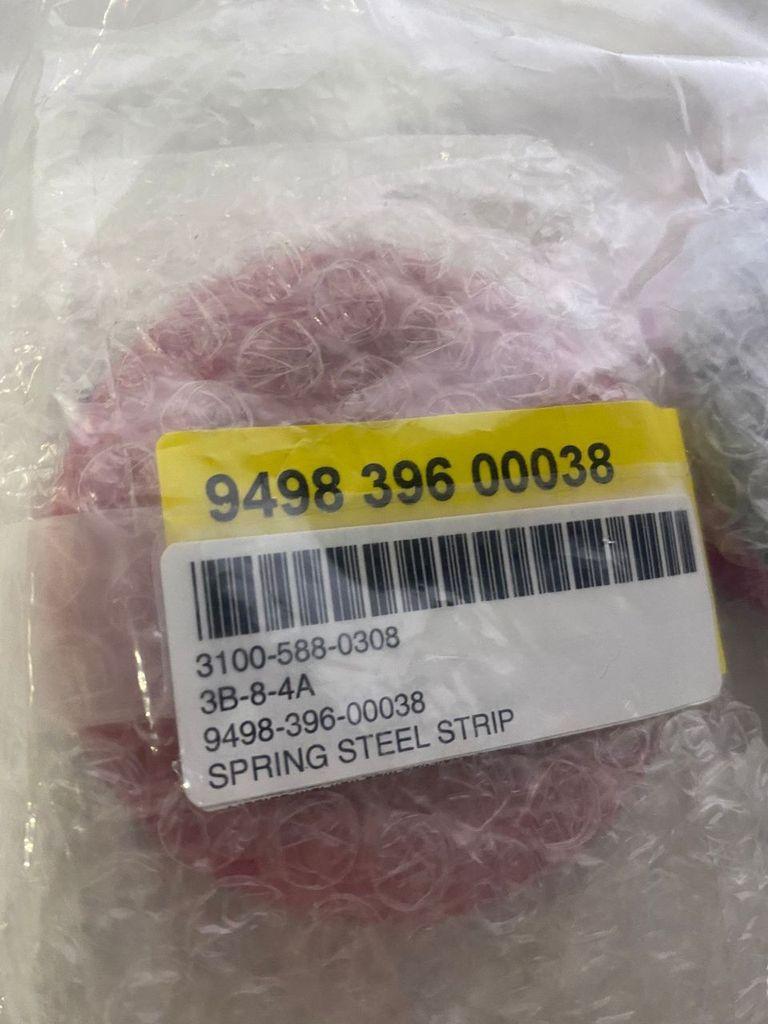 9498 396 00038
3100-588-0308
3B-8-4A
9498-396-00038
SPRING STEEL STRIP